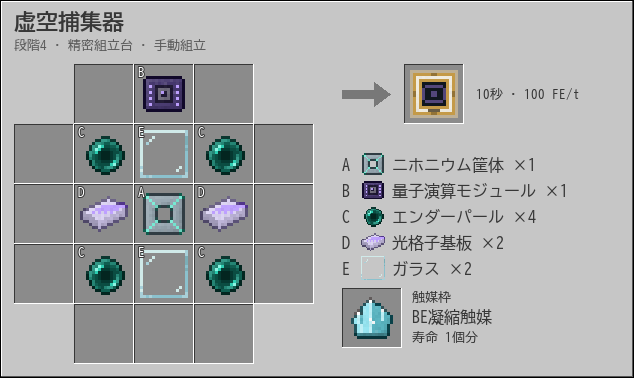 虚空捕集器
段階4 · 精密組立台 · 手動組立
B
C E C
D A D
C E C
10秒 · 100 FE/t
A ニホニウム筐体 ×1
B 量子演算モジュール ×1
C エンダーパール ×4
D 光格子基板 ×2
E ガラス ×2
触媒枠
BE凝縮触媒
寿命 1個分